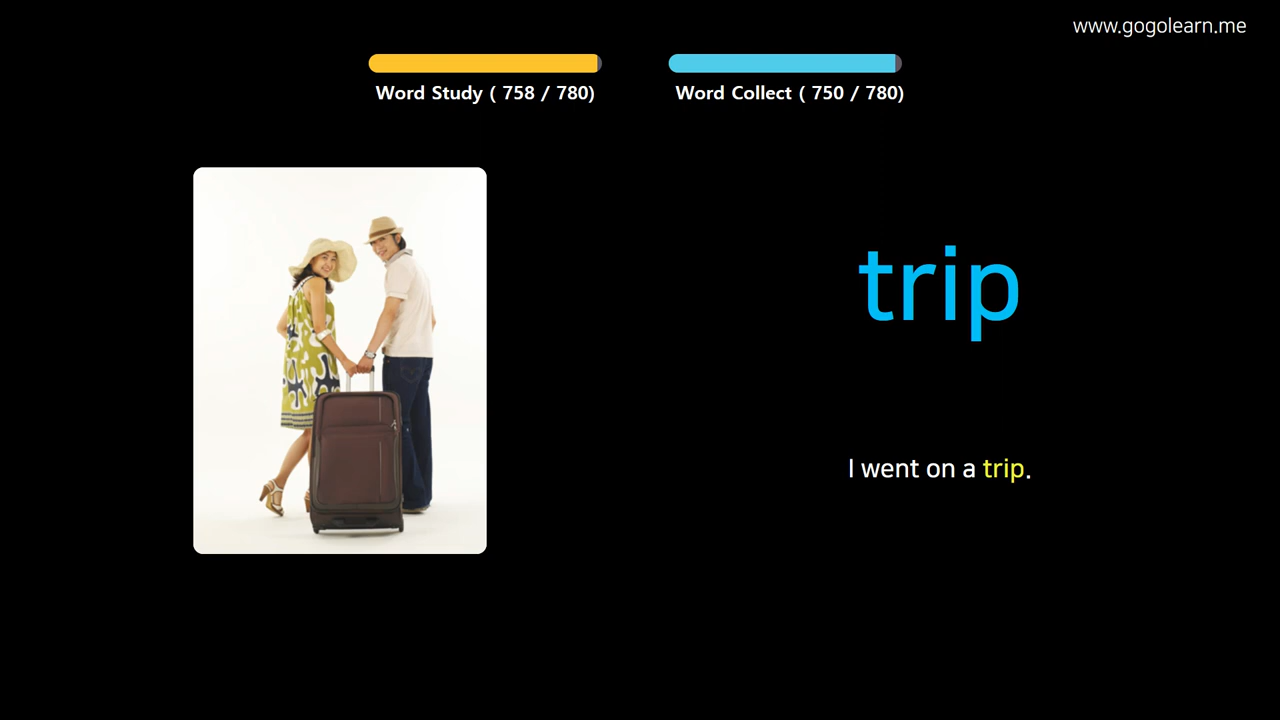 www.gogolearn.me
Word Study ( 758 / 780)
Word Collect ( 750 / 780)
trip
I went on a trip.